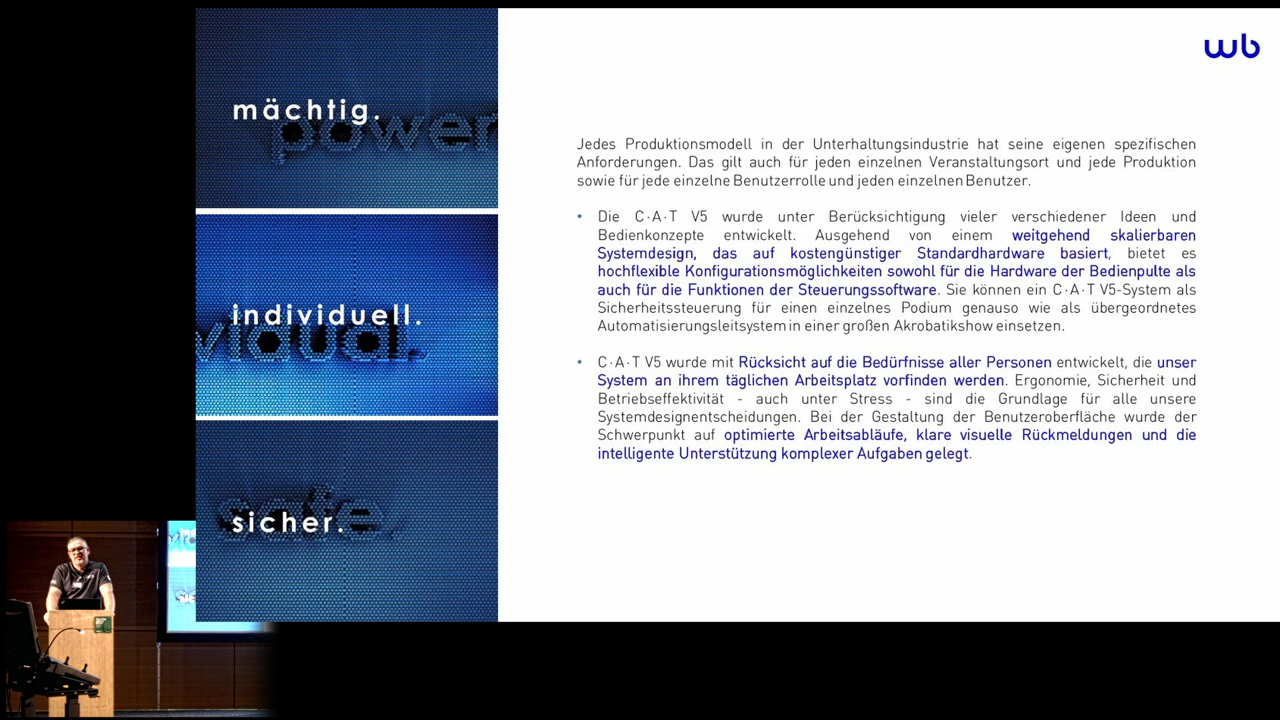 wb
mächtig.
power
individuell.
vidual.
sicher.
safe.
Jedes Produktionsmodell in der Unterhaltungsindustrie hat seine eigenen spezifischen
Anforderungen. Das gilt auch für jeden einzelnen Veranstaltungsort und jede Produktion
sowie für jede einzelne Benutzerrolle und jeden einzelnen Benutzer.
• Die C·A·T V5 wurde unter Berücksichtigung vieler verschiedener Ideen und
Bedienkonzepte entwickelt. Ausgehend von einem weitgehend skalierbaren
Systemdesign, das auf kostengünstiger Standardhardware basiert, bietet es
hochflexible Konfigurationsmöglichkeiten sowohl für die Hardware der Bedienpulte als
auch für die Funktionen der Steuerungssoftware. Sie können ein C·A·T V5-System als
Sicherheitssteuerung für einen einzelnes Podium genauso wie als übergeordnetes
Automatisierungsleitsystem in einer großen Akrobatikshow einsetzen.
• C·A·T V5 wurde mit Rücksicht auf die Bedürfnisse aller Personen entwickelt, die unser
System an ihrem täglichen Arbeitsplatz vorfinden werden. Ergonomie, Sicherheit und
Betriebseffektivität - auch unter Stress - sind die Grundlage für alle unsere
Systemdesignentscheidungen. Bei der Gestaltung der Benutzeroberfläche wurde der
Schwerpunkt auf optimierte Arbeitsabläufe, klare visuelle Rückmeldungen und die
intelligente Unterstützung komplexer Aufgaben gelegt.